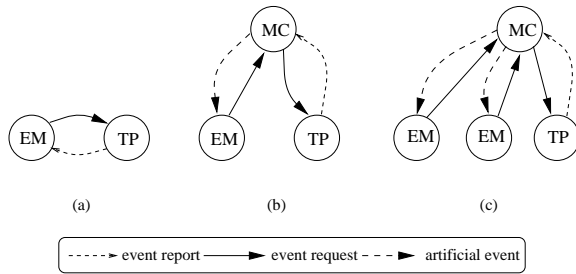 MC
MC
EM
TP
EM
TP
EM
EM
TP
(a)
(b)
(c)
event report
event request
artificial event